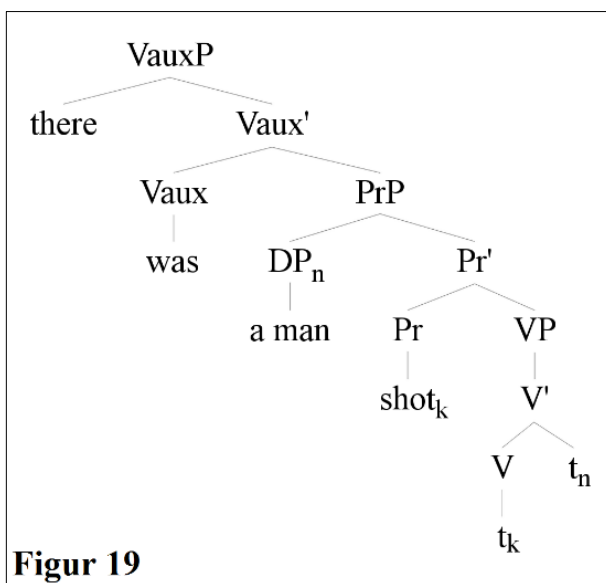 VauxP
there Vaux'
Vaux PrP
was DPn Pr'
a man Pr VP
shotk V'
V tn
tk
Figur 19